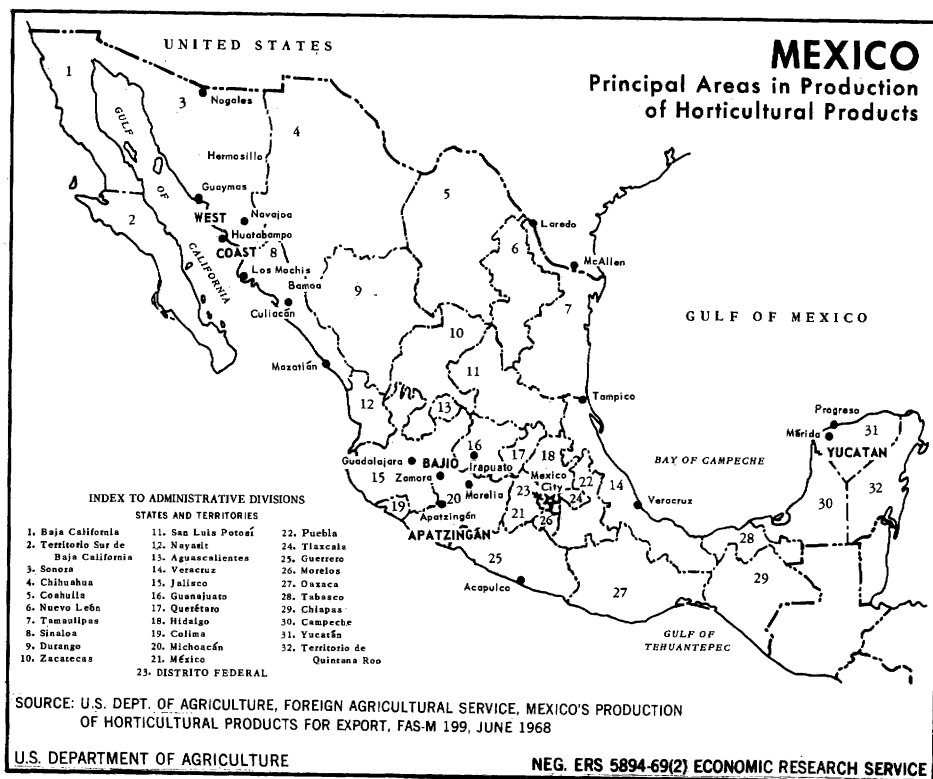 UNITED STATES
MEXICO
Principal Areas in Production
of Horticultural Products
1
3
Nogales
4
GULF
OF
CALIFORNIA
Hermosillo
Guaymas
WEST
COAST
Navojoa
Huatabampo
2
8
Los Mochis
Bamoa
Culiacán
5
6
Laredo
McAllen
9
7
GULF OF MEXICO
10
11
Mazatlán
12
13
Tampico
Progreso
Mérida
31
YUCATAN
Guadalajara
BAJIO
16
Irapuato
17
18
Mexico
City
BAY OF CAMPECHE
15
Zamora
20
Morelia
23
22
24
14
Veracruz
30
32
19
Apatzingán
21
26
APATZINGÁN
28
25
29
Acapulco
27
GULF OF
TEHUANTEPEC
INDEX TO ADMINISTRATIVE DIVISIONS
STATES AND TERRITORIES
1. Baja California
2. Territorio Sur de
Baja California
3. Sonora
4. Chihuahua
5. Coahuila
6. Nuevo León
7. Tamaulipas
8. Sinaloa
9. Durango
10. Zacatecas
11. San Luis Potosí
12. Nayarit
13. Aguascalientes
14. Veracruz
15. Jalisco
16. Guanajuato
17. Querétaro
18. Hidalgo
19. Colima
20. Michoacán
21. México
22. Puebla
24. Tlaxcala
25. Guerrero
26. Morelos
27. Oaxaca
28. Tabasco
29. Chiapas
30. Campeche
31. Yucatán
32. Territorio de
Quintana Roo
23. DISTRITO FEDERAL
SOURCE: U.S. DEPT. OF AGRICULTURE, FOREIGN AGRICULTURAL SERVICE, MEXICO'S PRODUCTION
OF HORTICULTURAL PRODUCTS FOR EXPORT, FAS-M 199, JUNE 1968
U.S. DEPARTMENT OF AGRICULTURE
NEG. ERS 5894-69(2) ECONOMIC RESEARCH SERVICE